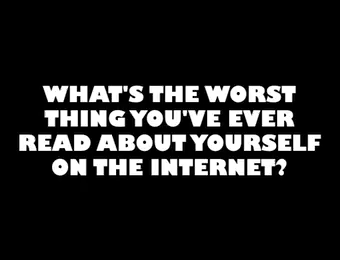 WHAT'S THE WORST
THING YOU'VE EVER
READ ABOUT YOURSELF
ON THE INTERNET?